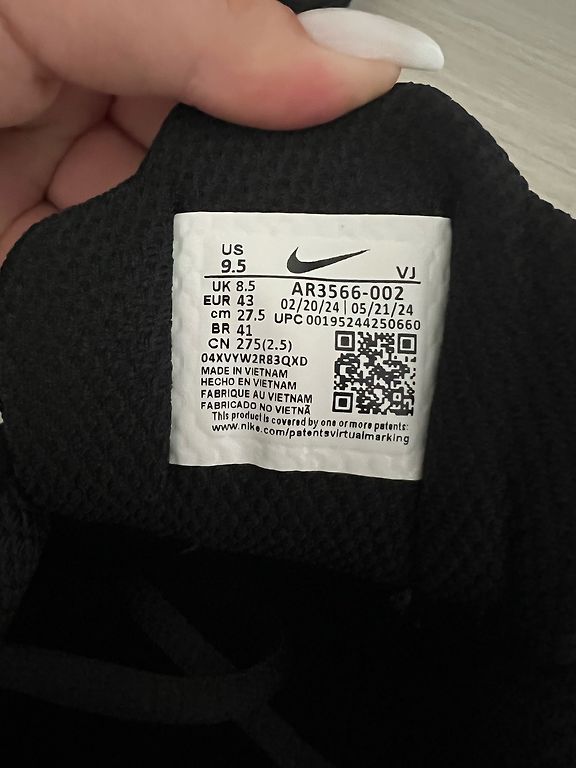 US
9.5
VJ
UK 8.5
AR3566-002
EUR 43
02/20/24 | 05/21/24
cm 27.5
UPC 00195244250660
BR 41
CN 275(2.5)
04XVYW2R83QXD
MADE IN VIETNAM
HECHO EN VIETNAM
FABRIQUE AU VIETNAM
FABRICADO NO VIETNÃ
This product is covered by one or more patents:
www.nike.com/patentsvirtualmarking